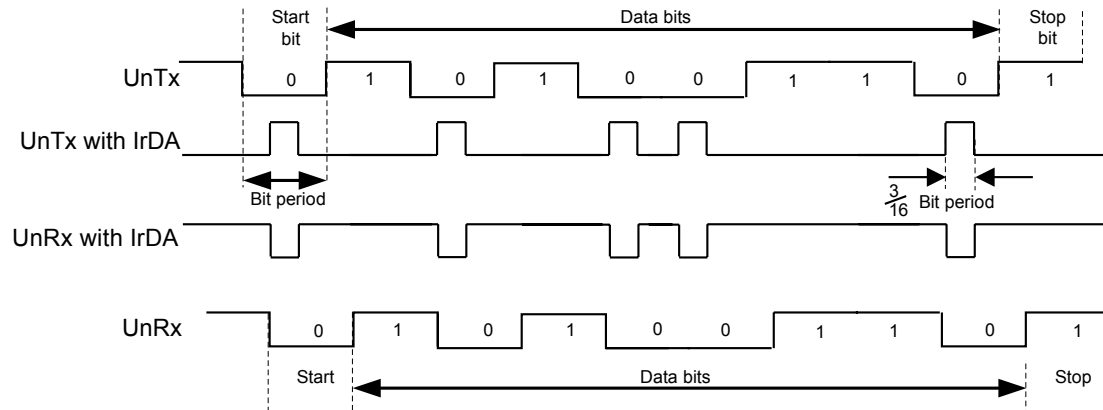 Start bit
Data bits
Stop bit
UnTx
0 1 0 1 0 0 1 1 0 1
UnTx with IrDA
Bit period
3/16 Bit period
UnRx with IrDA
UnRx
0 1 0 1 0 0 1 1 0 1
Start
Data bits
Stop